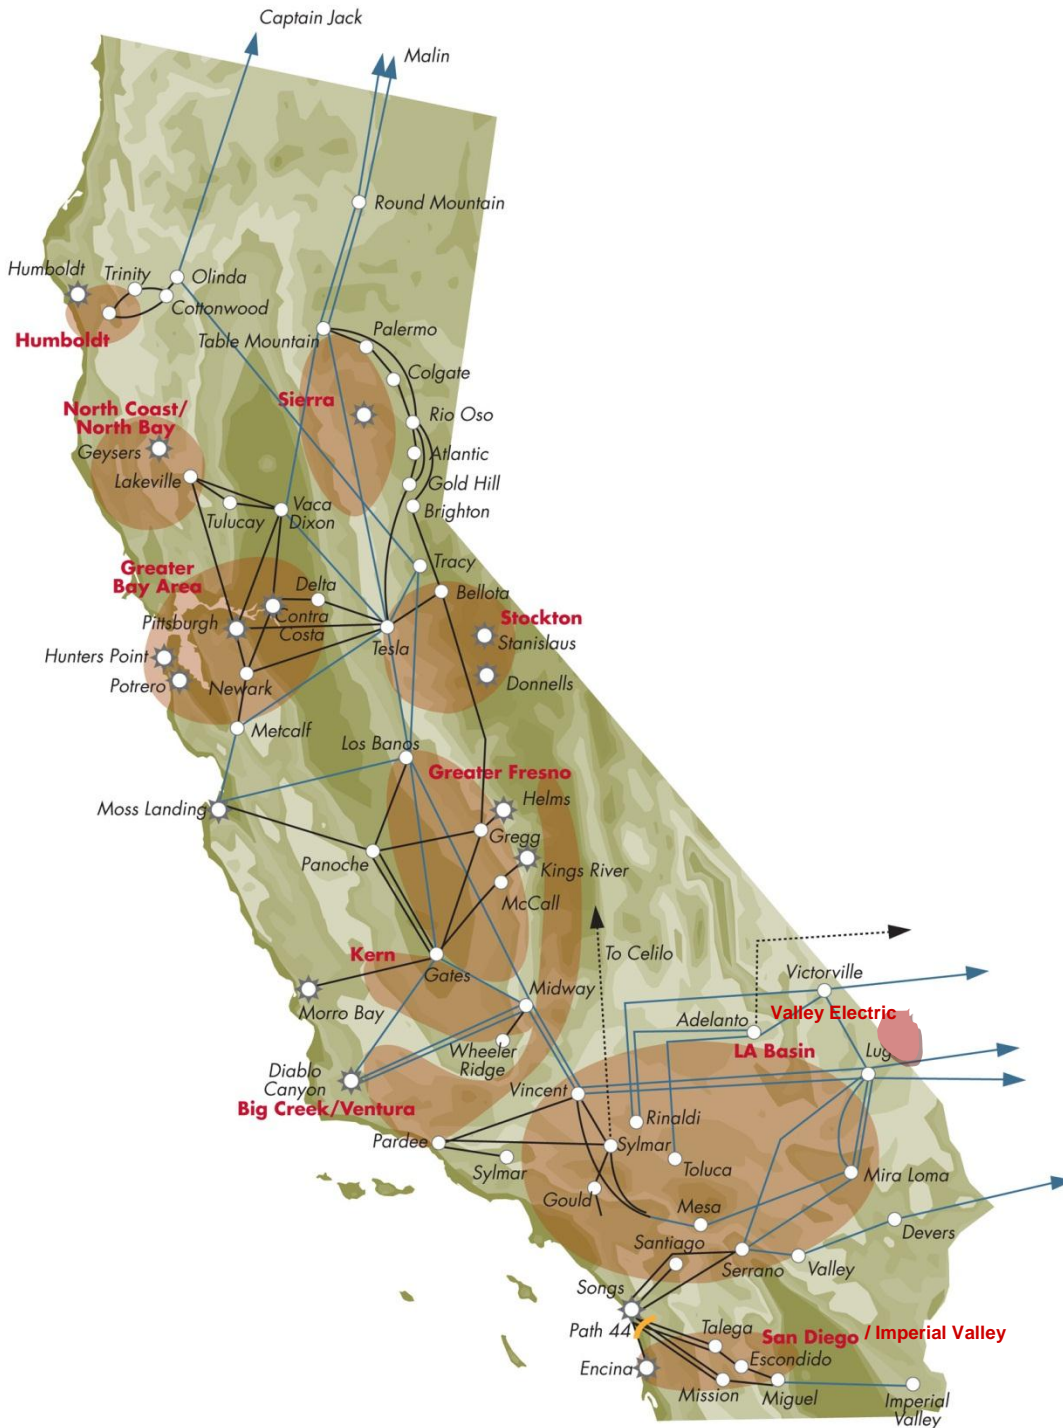 Captain Jack
Malin
Round Mountain
Humboldt
Trinity
Olinda
Cottonwood
Humboldt
Table Mountain
Palermo
Colgate
Sierra
Rio Oso
North Coast/
North Bay
Geysers
Atlantic
Lakeville
Gold Hill
Tulucay
Vaca
Dixon
Brighton
Tracy
Greater
Bay Area
Delta
Bellota
Pittsburgh
Contra
Costa
Tesla
Stockton
Stanislaus
Hunters Point
Potrero
Newark
Donnells
Metcalf
Los Banos
Greater Fresno
Moss Landing
Helms
Gregg
Panoche
Kings River
McCall
Kern
Gates
To Celilo
Morro Bay
Midway
Victorville
Adelanto
Valley Electric
LA Basin
Wheeler
Ridge
Lug
Diablo
Canyon
Vincent
Big Creek/Ventura
Rinaldi
Pardee
Sylmar
Sylmar
Toluca
Mira Loma
Gould
Mesa
Devers
Santiago
Serrano
Valley
Songs
Path 44
Talega
San Diego / Imperial Valley
Encina
Escondido
Mission
Miguel
Imperial
Valley